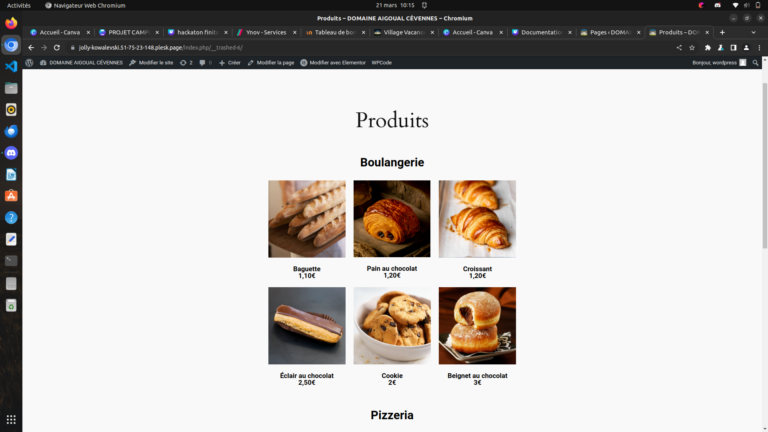 Activités
Navigateur Web Chromium
21 mars 10:15
Produits – DOMAINE AIGOUAL CÉVENNES – Chromium
Accueil - Canva
PROJET CAMP
hackaton finit
Ynov - Services
Tableau de bo
Village Vacan
Accueil - Canva
Documentation
Pages ‹ DOMA
Produits – DO
jolly-kowalevski.51-75-23-148.plesk.page/index.php/__trashed-6/
DOMAINE AIGOUAL CÉVENNES
Modifier le site
2
0
Créer
Modifier la page
Modifier avec Elementor
WPCode
Bonjour, wordpress
Produits
Boulangerie
Baguette
1,10€
Pain au chocolat
1,20€
Croissant
1,20€
Éclair au chocolat
2,50€
Cookie
2€
Beignet au chocolat
3€
Pizzeria